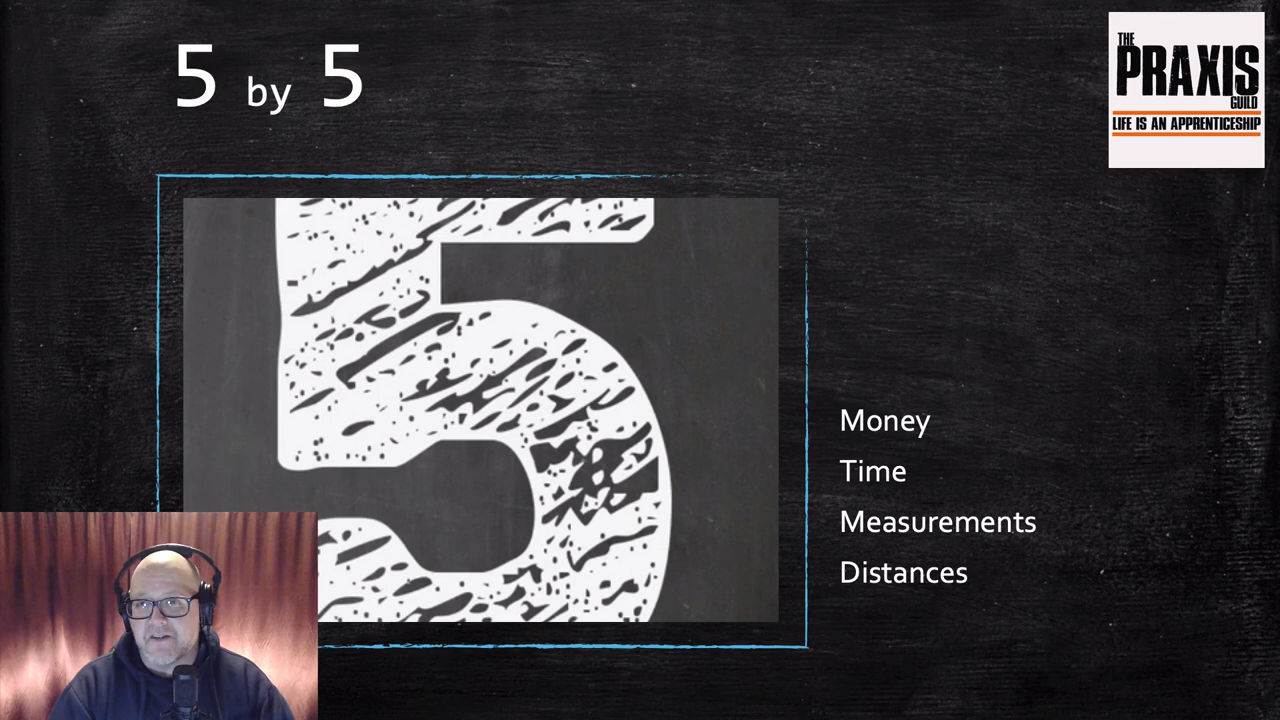 5 by 5
THE
PRAXIS
GUILD
LIFE IS AN APPRENTICESHIP
5
Money
Time
Measurements
Distances